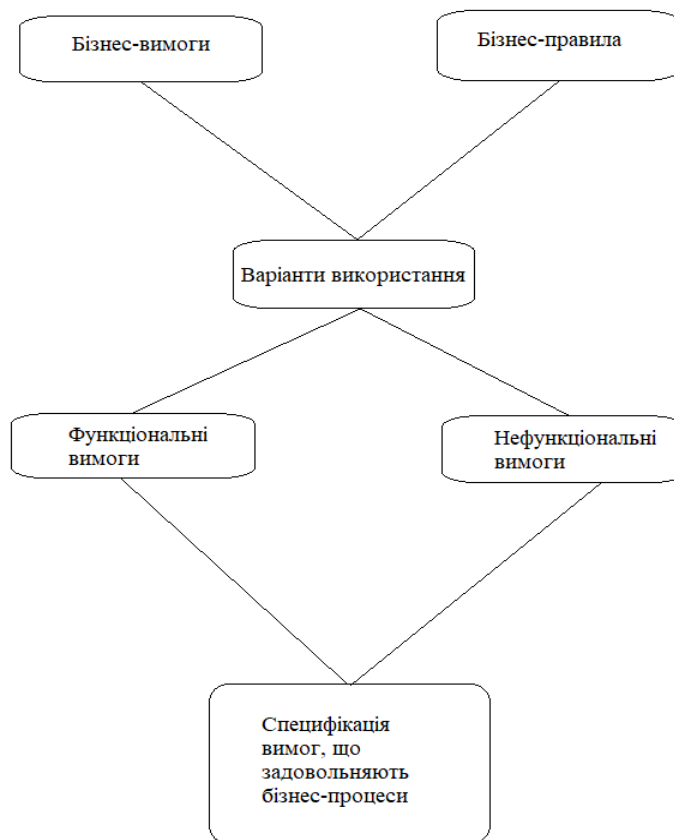 Бізнес-вимоги
Бізнес-правила
Варіанти використання
Функціональні
вимоги
Нефункціональні
вимоги
Специфікація
вимог, що
задовольняють
бізнес-процеси